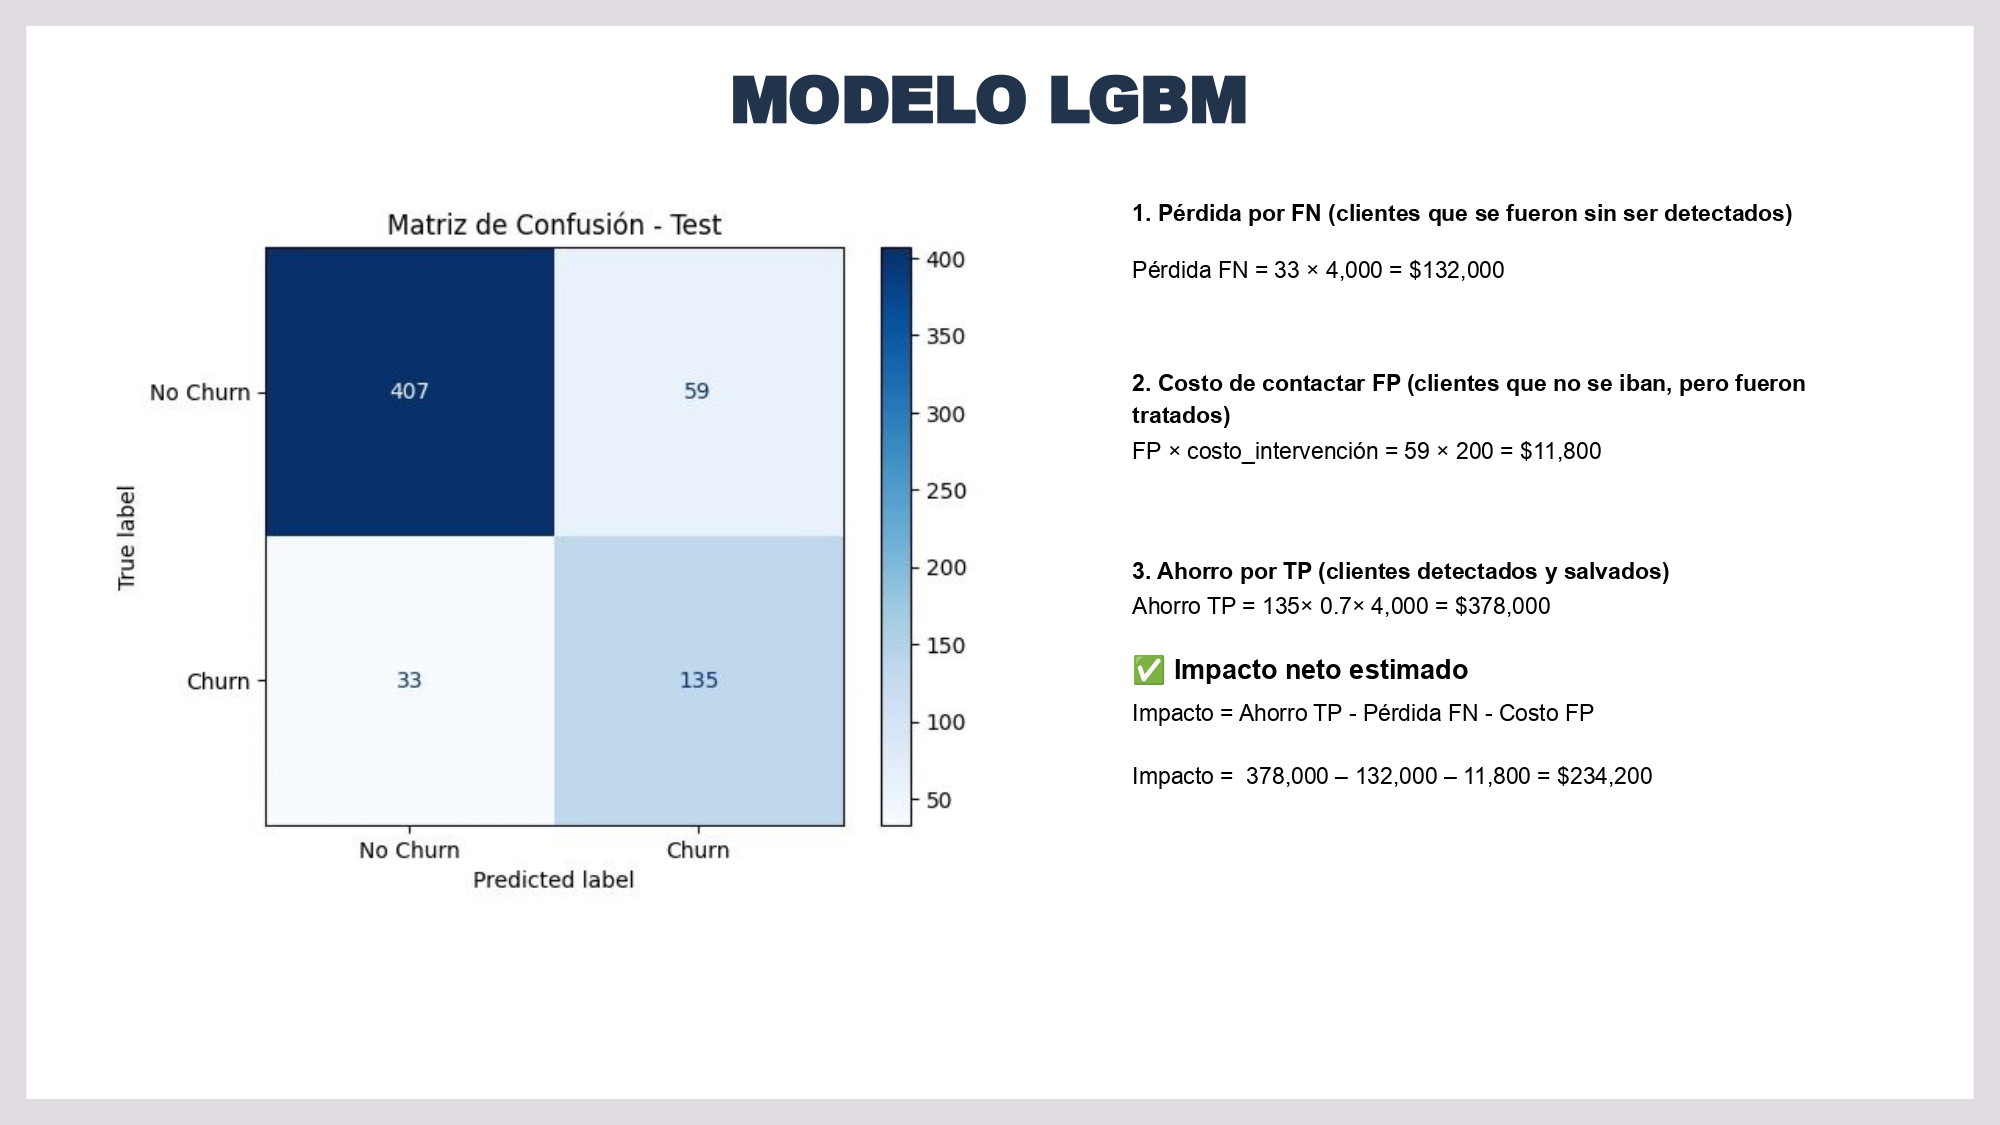 MODELO LGBM
Matriz de Confusión - Test
True label
No Churn
407
59
Churn
33
135
No Churn
Churn
Predicted label
400
350
300
250
200
150
100
50
1. Pérdida por FN (clientes que se fueron sin ser detectados)
Pérdida FN = 33 × 4,000 = $132,000
2. Costo de contactar FP (clientes que no se iban, pero fueron
tratados)
FP × costo_intervención = 59 × 200 = $11,800
3. Ahorro por TP (clientes detectados y salvados)
Ahorro TP = 135× 0.7× 4,000 = $378,000
✅ Impacto neto estimado
Impacto = Ahorro TP - Pérdida FN - Costo FP
Impacto =  378,000 – 132,000 – 11,800 = $234,200